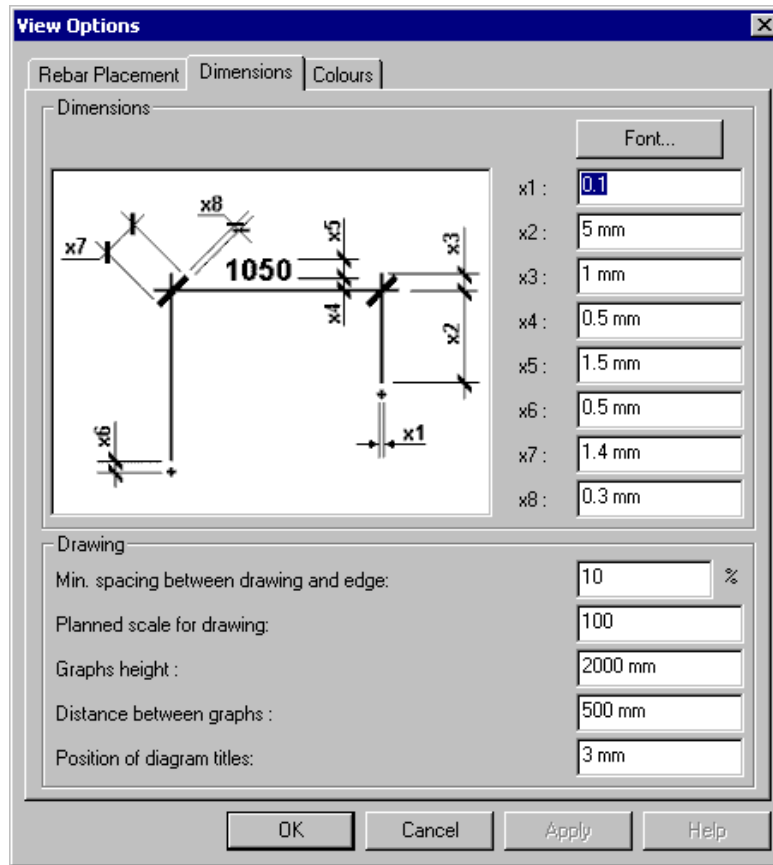 View Options
Rebar Placement Dimensions Colours
Dimensions
Font...
x8
x7
1050
x5
x4
x3
x2
x6
x1
x1 : 0.1
x2 : 5 mm
x3 : 1 mm
x4 : 0.5 mm
x5 : 1.5 mm
x6 : 0.5 mm
x7 : 1.4 mm
x8 : 0.3 mm
Drawing
Min. spacing between drawing and edge: 10 %
Planned scale for drawing: 100
Graphs height : 2000 mm
Distance between graphs : 500 mm
Position of diagram titles: 3 mm
OK Cancel Apply Help